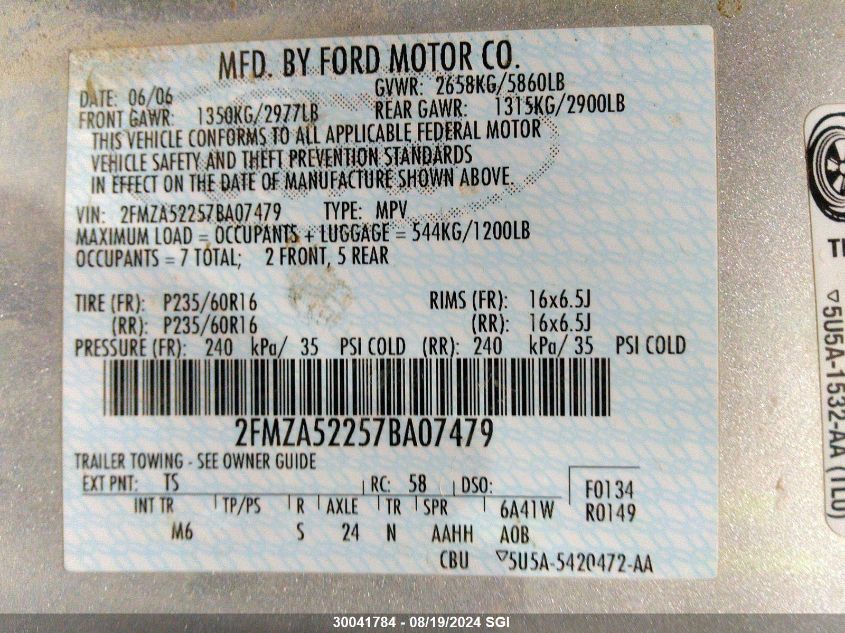 MFD. BY FORD MOTOR CO.
DATE: 06/06 GVWR: 2658KG/5860LB
FRONT GAWR: 1350KG/2977LB REAR GAWR: 1315KG/2900LB
THIS VEHICLE CONFORMS TO ALL APPLICABLE FEDERAL MOTOR
VEHICLE SAFETY AND THEFT PREVENTION STANDARDS
IN EFFECT ON THE DATE OF MANUFACTURE SHOWN ABOVE.
VIN: 2FMZA52257BA07479 TYPE: MPV
MAXIMUM LOAD = OCCUPANTS + LUGGAGE = 544KG/1200LB
OCCUPANTS = 7 TOTAL; 2 FRONT, 5 REAR
TIRE (FR): P235/60R16 RIMS (FR): 16x6.5J
(RR): P235/60R16 (RR): 16x6.5J
PRESSURE (FR): 240 kPa/ 35 PSI COLD (RR): 240 kPa/ 35 PSI COLD
2FMZA52257BA07479
TRAILER TOWING - SEE OWNER GUIDE
EXT PNT: TS RC: 58 DSO: F0134
INT TR TP/PS R AXLE TR SPR 6A41W R0149
M6 S 24 N AAHH A0B
CBU ▽5U5A-5420472-AA
▽5U5A-1532-AA (TLU)
30041784 - 08/19/2024 SGI